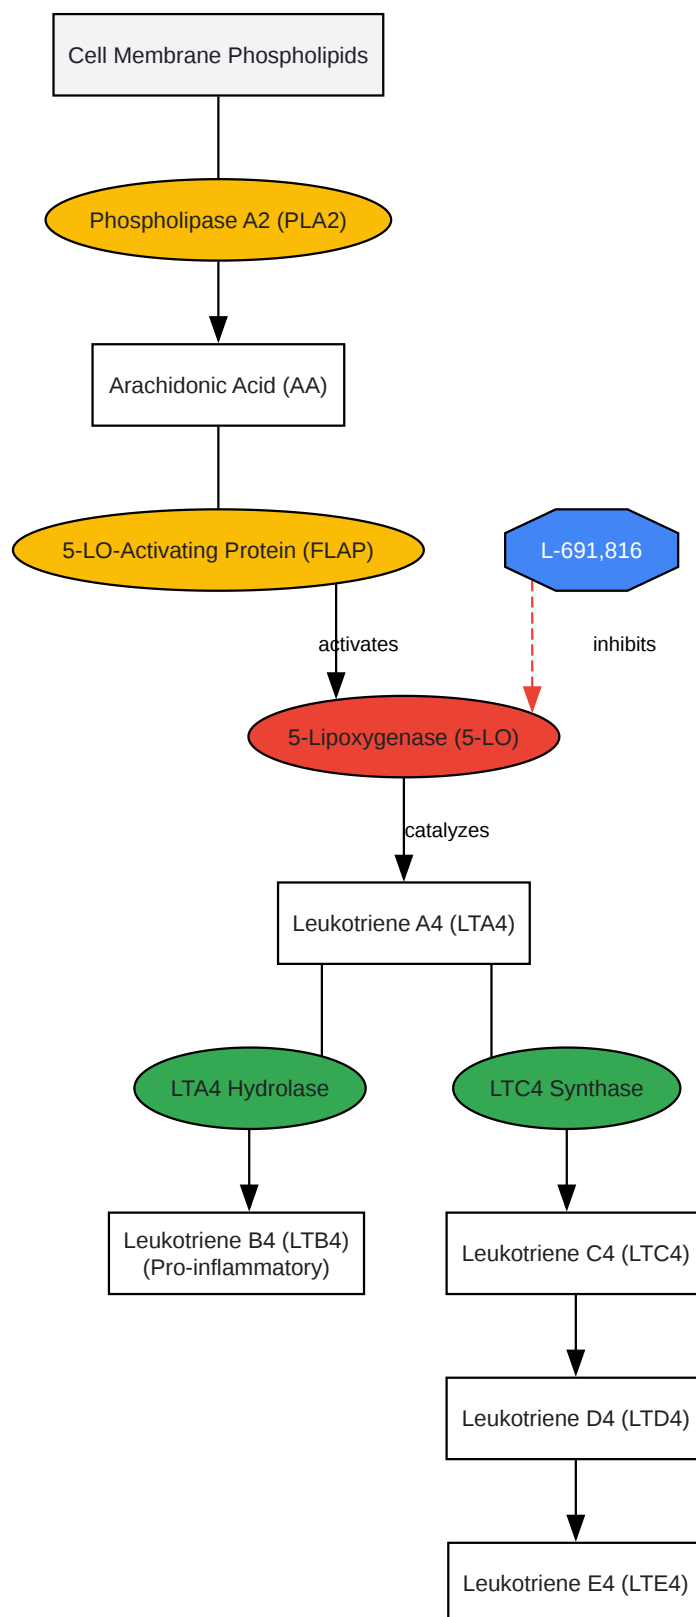 Cell Membrane Phospholipids
Phospholipase A2 (PLA2)
Arachidonic Acid (AA)
5-LO-Activating Protein (FLAP)
L-691,816
activates
inhibits
5-Lipoxygenase (5-LO)
catalyzes
Leukotriene A4 (LTA4)
LTA4 Hydrolase
LTC4 Synthase
Leukotriene B4 (LTB4)
(Pro-inflammatory)
Leukotriene C4 (LTC4)
Leukotriene D4 (LTD4)
Leukotriene E4 (LTE4)